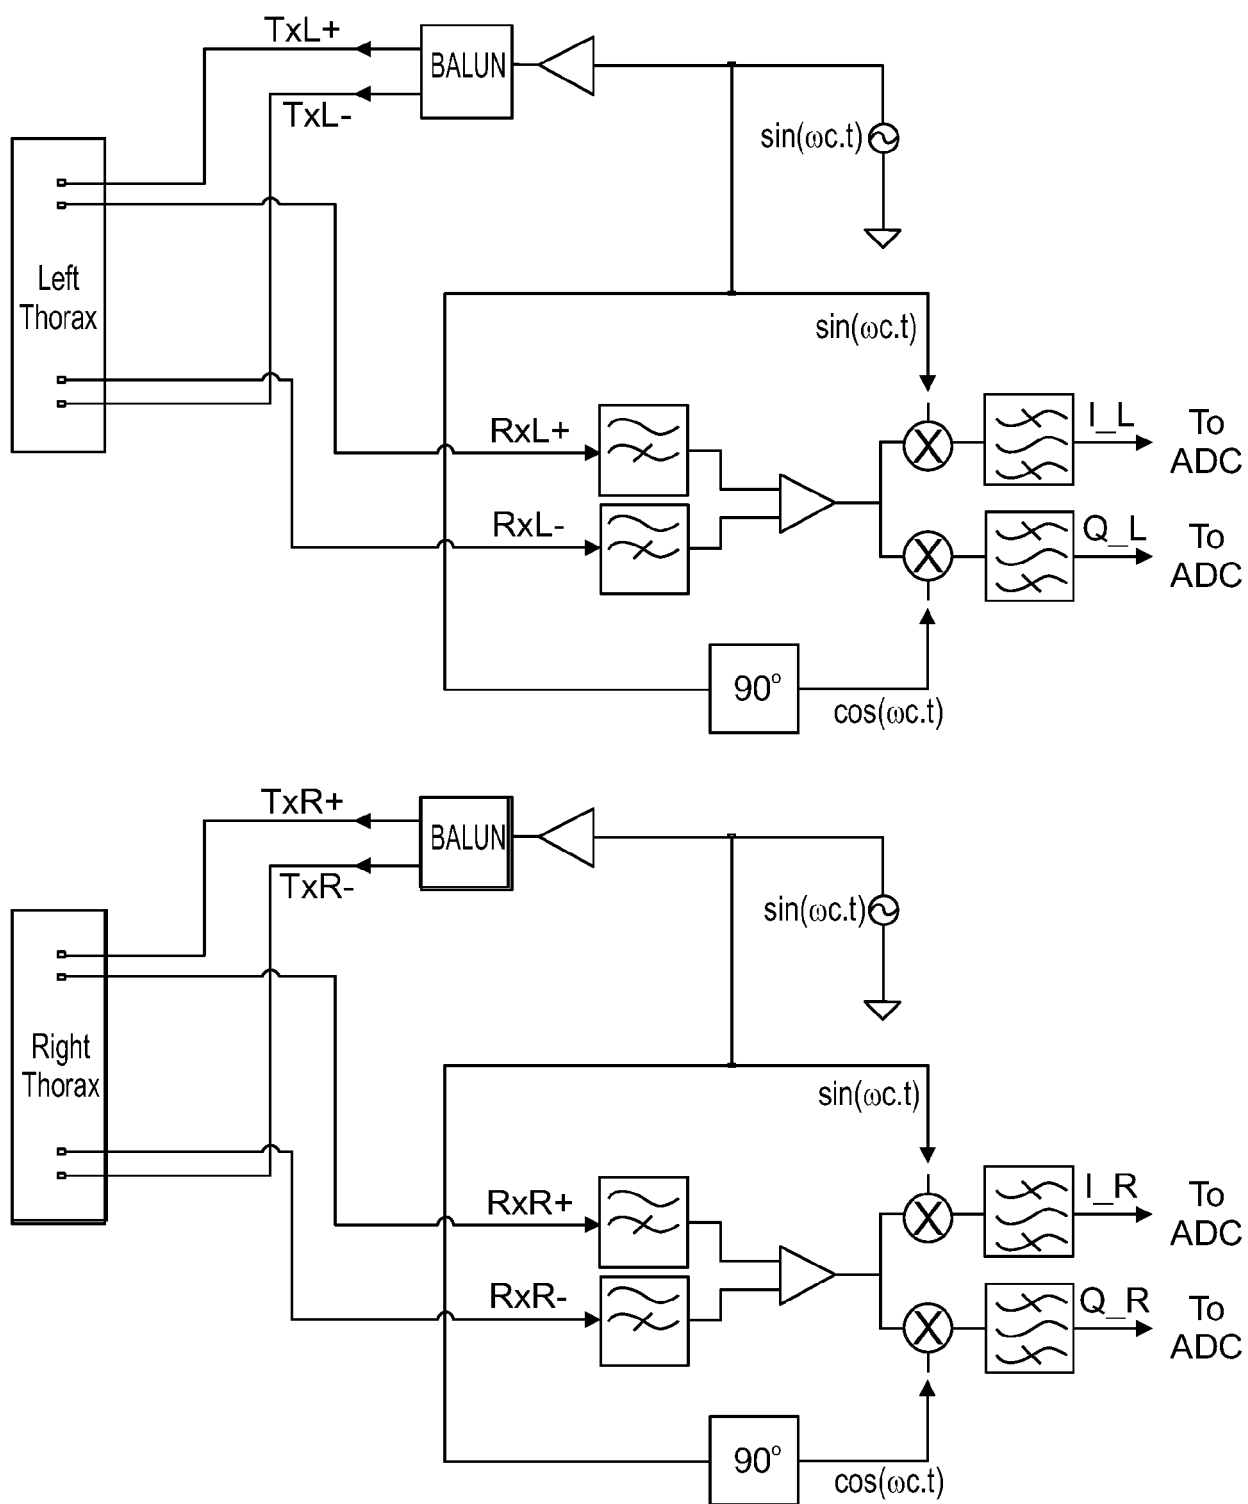 TxL+
BALUN
TxL-
sin(ωc.t)
Left
Thorax
sin(ωc.t)
RxL+
I_L
To
ADC
RxL-
Q_L
To
ADC
90°
cos(ωc.t)
TxR+
BALUN
TxR-
sin(ωc.t)
Right
Thorax
sin(ωc.t)
RxR+
I_R
To
ADC
RxR-
Q_R
To
ADC
90°
cos(ωc.t)